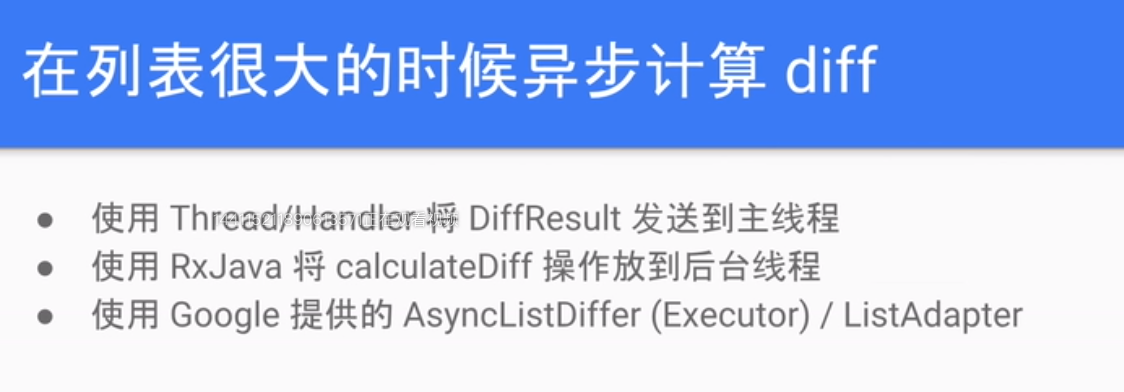 在列表很大的时候异步计算 diff
● 使用 Thread/Handler 将 DiffResult 发送到主线程
● 使用 RxJava 将 calculateDiff 操作放到后台线程
● 使用 Google 提供的 AsyncListDiffer (Executor) / ListAdapter